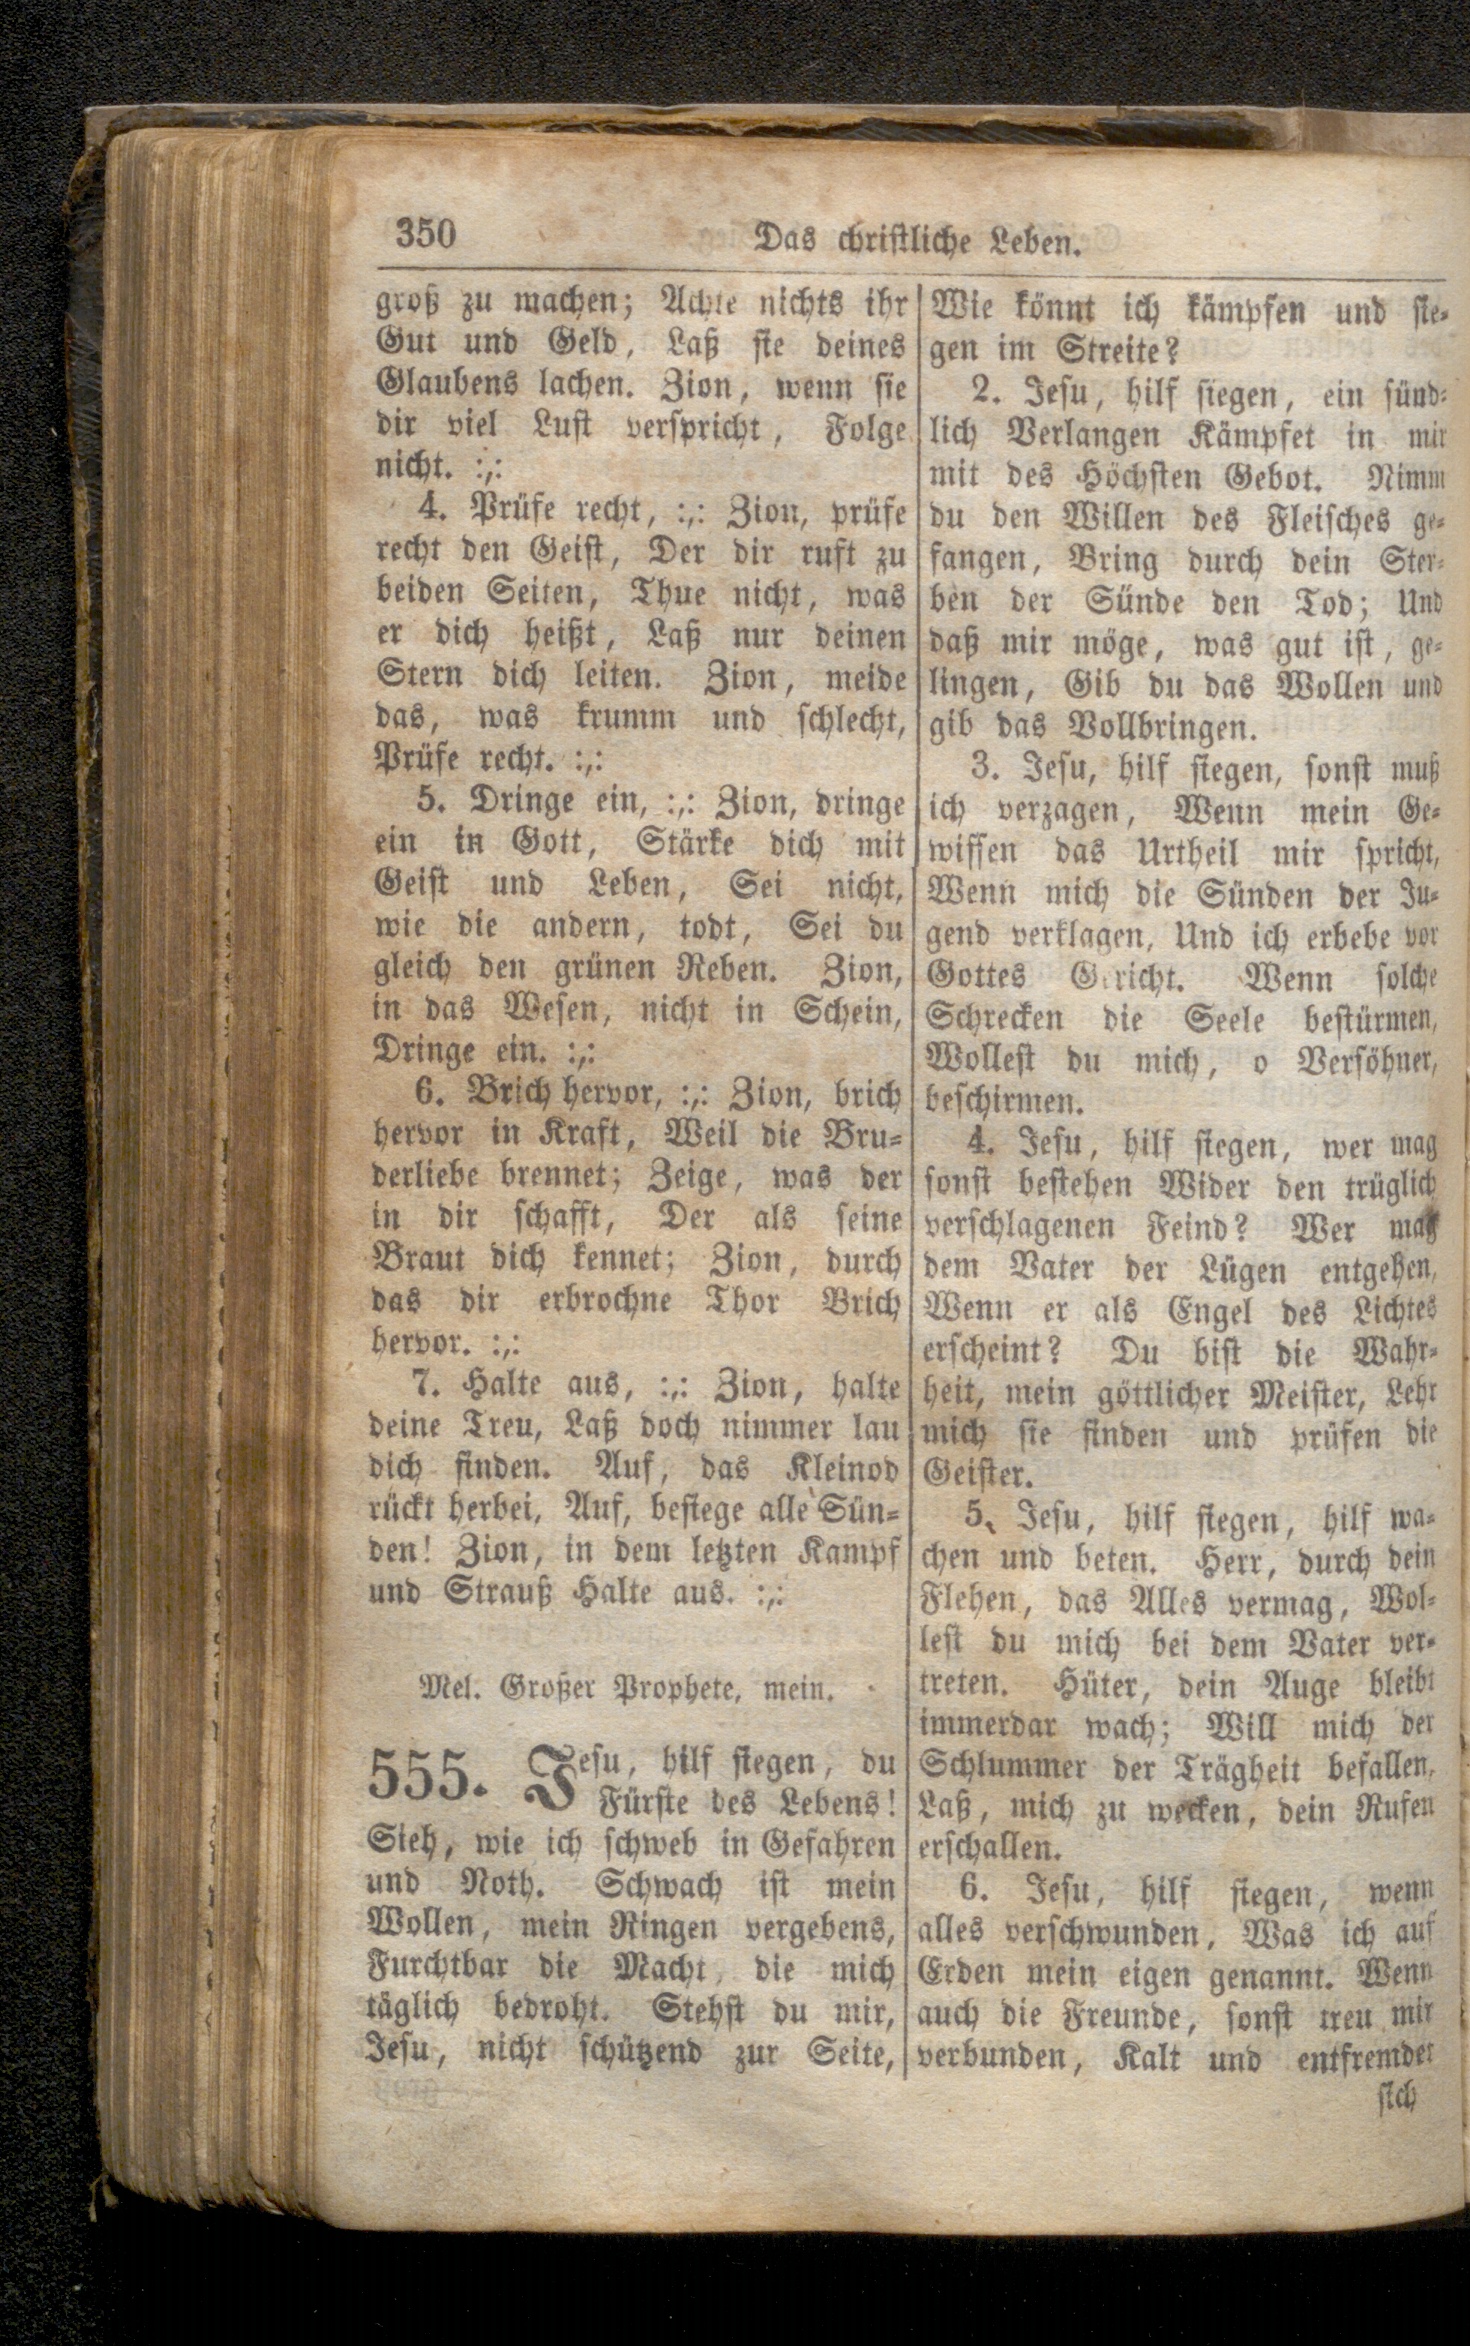 350
Das christliche Leben.
groß zu machen; Achte nichts ihr
Gut und Geld, Laß sie deines
Glaubens lachen. Zion, wenn sie
dir viel Lust verspricht, Folge
nicht. :,:
4. Prüfe recht, :,: Zion, prüfe
recht den Geist, Der dir ruft zu
beiden Seiten, Thue nicht, was
er dich heißt, Laß nur deinen
Stern dich leiten. Zion, meide
das, was krumm und schlecht,
Prüfe recht. :,:
5. Dringe ein, :,: Zion, dringe
ein in Gott, Stärke dich mit
Geist und Leben, Sei nicht,
wie die andern, todt, Sei du
gleich den grünen Reben. Zion,
in das Wesen, nicht in Schein,
Dringe ein. :,:
6. Brich hervor, :,: Zion, brich
hervor in Kraft, Weil die Bru-
derliebe brennet; Zeige, was der
in dir schafft, Der als seine
Braut dich kennet; Zion, durch
das dir erbrochne Thor Brich
hervor. :,:
7. Halte aus, :,: Zion, halte
deine Treu, Laß doch nimmer lau
dich finden. Auf, das Kleinod
rückt herbei, Auf, besiege alle Sün-
den! Zion, in dem letzten Kampf
und Strauß Halte aus. :,:
Mel. Großer Prophete, mein.
555. Jesu, hilf siegen, du
Fürste des Lebens!
Sieh, wie ich schweb in Gefahren
und Noth. Schwach ist mein
Wollen, mein Ringen vergebens,
Furchtbar die Macht, die mich
täglich bedroht. Stehst du mir,
Jesu, nicht schützend zur Seite,
Wie könnt ich kämpfen und sie-
gen im Streite?
2. Jesu, hilf siegen, ein sünd-
lich Verlangen Kämpfet in mir
mit des Höchsten Gebot. Nimm
du den Willen des Fleisches ge-
fangen, Bring durch dein Ster-
ben der Sünde den Tod; Und
daß mir möge, was gut ist, ge-
lingen, Gib du das Wollen und
gib das Vollbringen.
3. Jesu, hilf siegen, sonst muß
ich verzagen, Wenn mein Ge-
wissen das Urtheil mir spricht,
Wenn mich die Sünden der Ju-
gend verklagen, Und ich erbebe vor
Gottes Gericht. Wenn solche
Schrecken die Seele bestürmen,
Wollest du mich, o Versöhner,
beschirmen.
4. Jesu, hilf siegen, wer mag
sonst bestehen Wider den trüglich
verschlagenen Feind? Wer mag
dem Vater der Lügen entgehen,
Wenn er als Engel des Lichtes
erscheint? Du bist die Wahr-
heit, mein göttlicher Meister, Lehr
mich sie finden und prüfen die
Geister.
5. Jesu, hilf siegen, hilf wa-
chen und beten. Herr, durch dein
Flehen, das Alles vermag, Wol-
lest du mich bei dem Vater ver-
treten. Hüter, dein Auge bleibt
immerdar wach; Will mich der
Schlummer der Trägheit befallen,
Laß, mich zu wecken, dein Rufen
erschallen.
6. Jesu, hilf siegen, wenn
alles verschwunden, Was ich auf
Erden mein eigen genannt. Wenn
auch die Freunde, sonst treu mir
verbunden, Kalt und entfremdet
sich